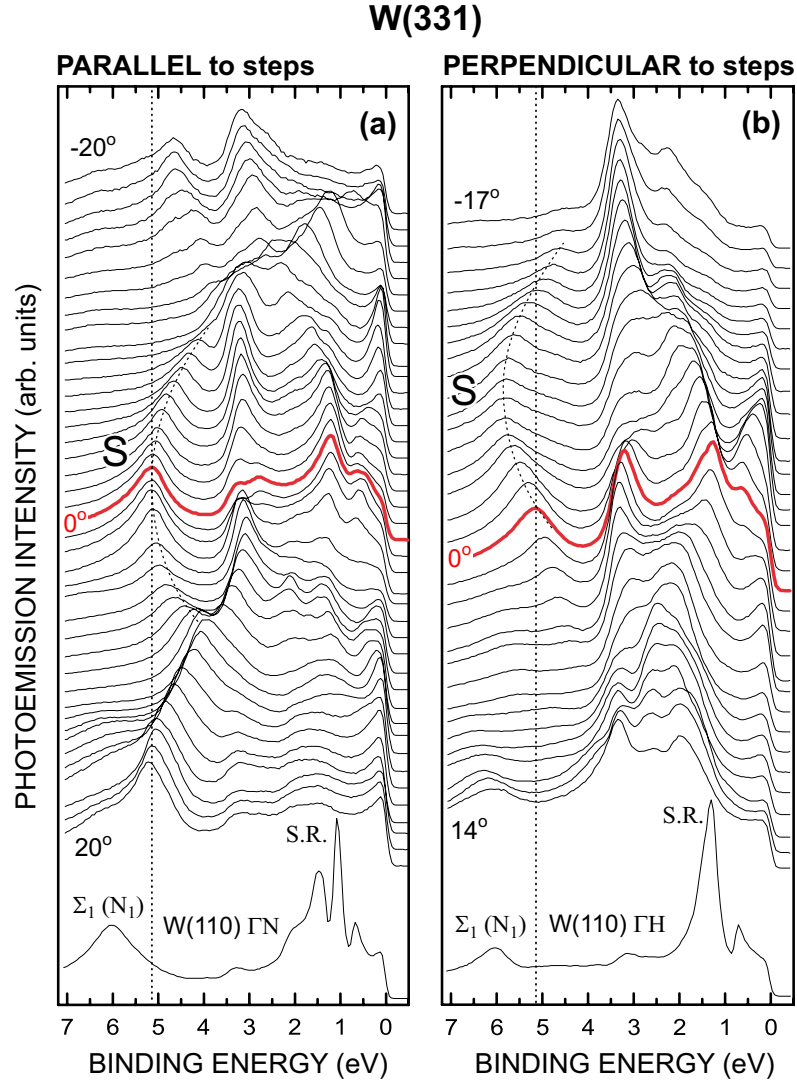 W(331)
PARALLEL to steps
PERPENDICULAR to steps
PHOTOEMISSION INTENSITY (arb. units)
(a)
-20°
S
0°
20°
S.R.
Σ₁ (N₁)
W(110) ΓN
7 6 5 4 3 2 1 0
BINDING ENERGY (eV)
(b)
-17°
S
0°
14°
S.R.
Σ₁ (N₁)
W(110) ΓH
7 6 5 4 3 2 1 0
BINDING ENERGY (eV)